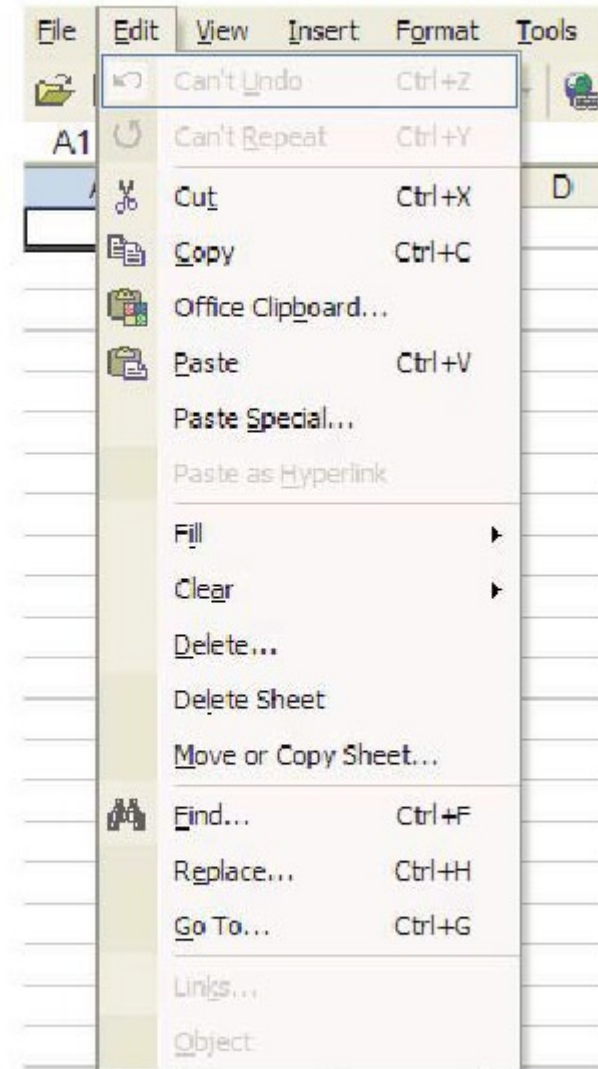 File Edit View Insert Format Tools
Can't Undo Ctrl+Z
A1
Can't Repeat Ctrl+Y
D
Cut Ctrl+X
Copy Ctrl+C
Office Clipboard...
Paste Ctrl+V
Paste Special...
Paste as Hyperlink
Fill
Clear
Delete...
Delete Sheet
Move or Copy Sheet...
Find... Ctrl+F
Replace... Ctrl+H
Go To... Ctrl+G
Links...
Object